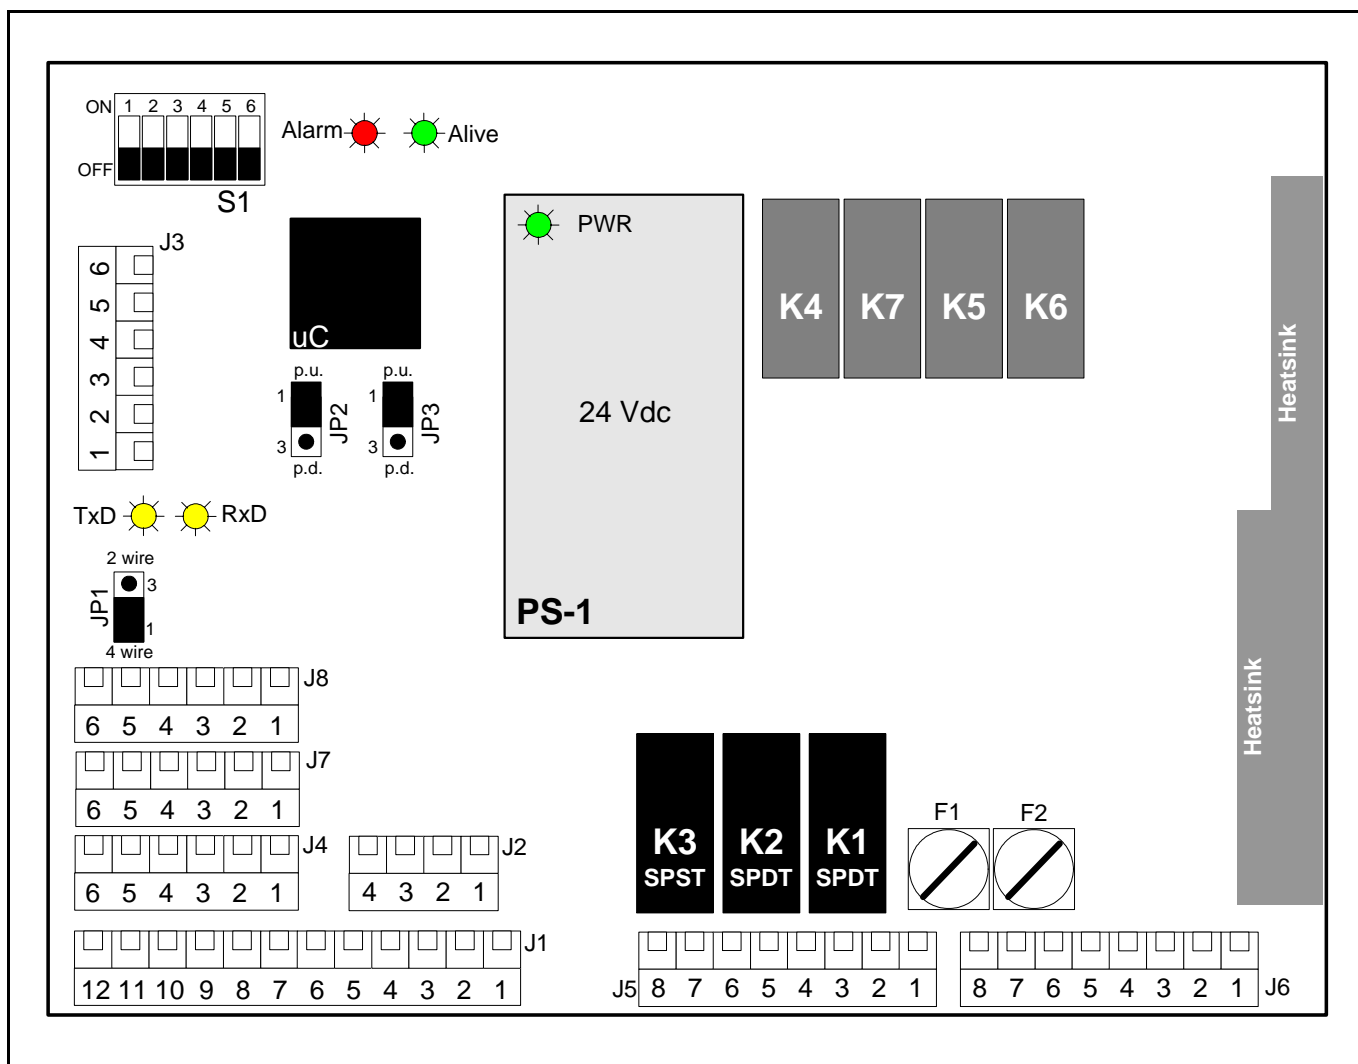 ON 1 2 3 4 5 6
OFF
S1
Alarm
Alive
J3
6
5
4
3
2
1
uC
p.u.
1
JP2
3
p.d.
p.u.
1
JP3
3
p.d.
PWR
24 Vdc
PS-1
K4
K7
K5
K6
Heatsink
Heatsink
TxD
RxD
2 wire
3
JP1
1
4 wire
J8
6 5 4 3 2 1
J7
6 5 4 3 2 1
J4
6 5 4 3 2 1
J2
4 3 2 1
K3
SPST
K2
SPDT
K1
SPDT
F1
F2
J1
12 11 10 9 8 7 6 5 4 3 2 1
J5 8 7 6 5 4 3 2 1
8 7 6 5 4 3 2 1 J6